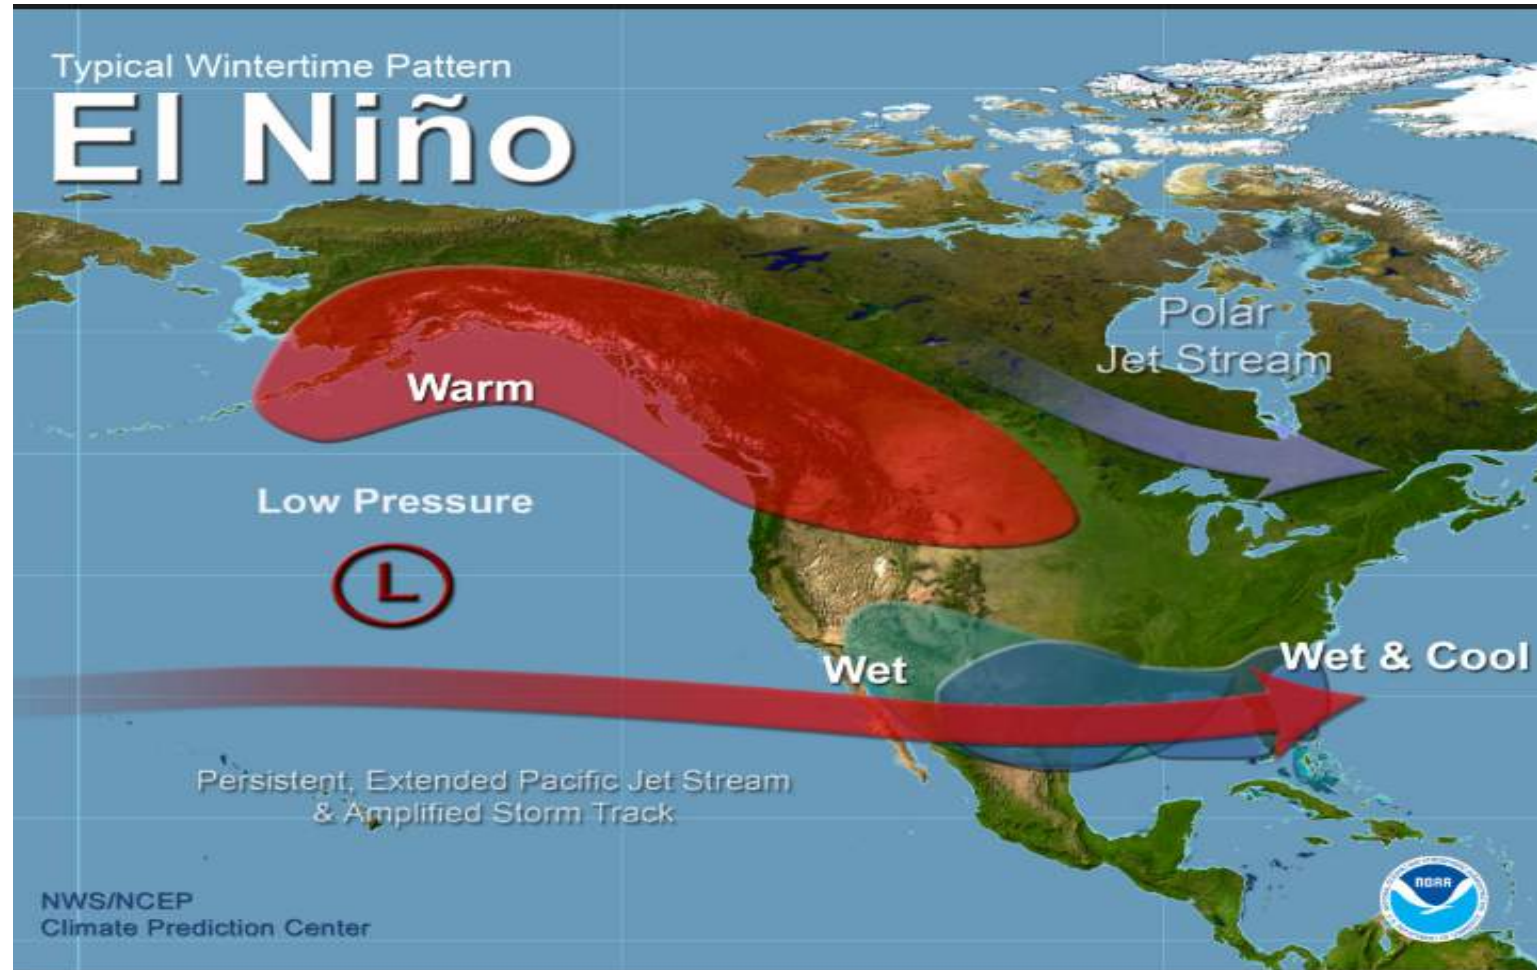 Typical Wintertime Pattern
El Niño
Polar
Jet Stream
Warm
Low Pressure
L
Wet
Wet & Cool
Persistent, Extended Pacific Jet Stream
& Amplified Storm Track
NWS/NCEP
Climate Prediction Center
NOAA